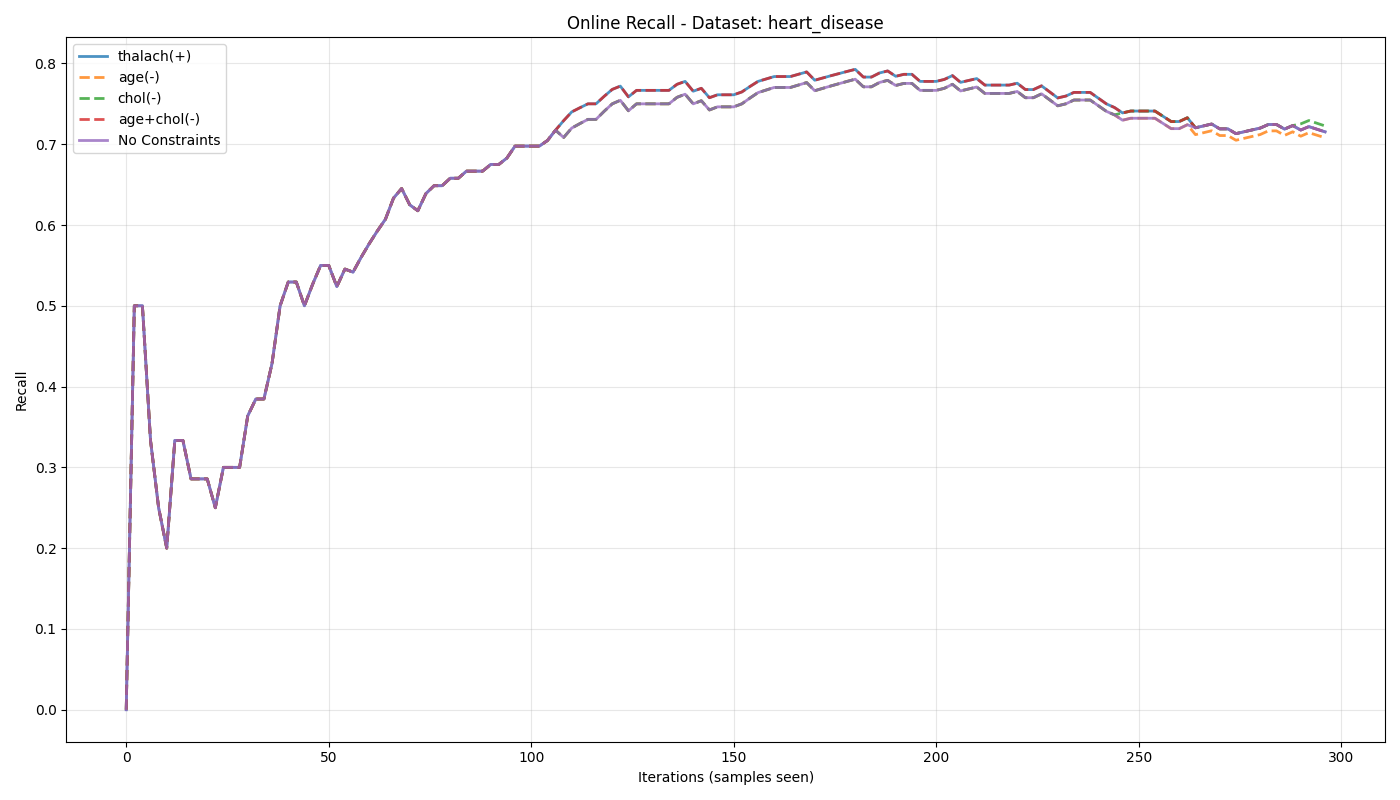 Online Recall - Dataset: heart_disease
thalach(+)
age(-)
chol(-)
age+chol(-)
No Constraints
Recall
0.8
0.7
0.6
0.5
0.4
0.3
0.2
0.1
0.0
0 50 100 150 200 250 300
Iterations (samples seen)